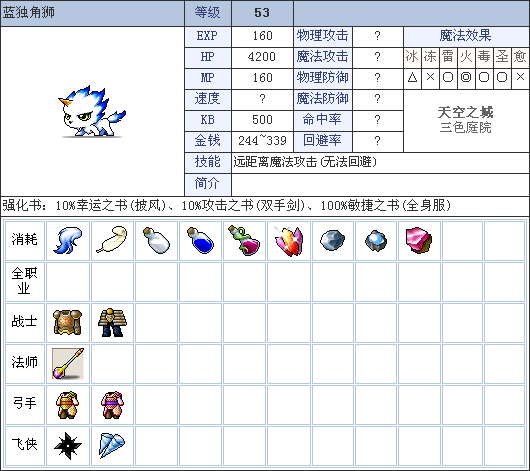 蓝独角狮 等级 53
EXP 160 物理攻击 ? 魔法效果
HP 4200 魔法攻击 ? 冰 冻 雷 火 毒 圣 愈
MP 160 物理防御 ? △ × ○ ◎ ○ ○ ×
速度 ? 魔法防御 ? 天空之城
KB 500 命中率 ? 三色庭院
金钱 244~339 回避率 ?
技能 远距离魔法攻击(无法回避)
简介
强化书: 10%幸运之书(披风)、10%攻击之书(双手剑)、100%敏捷之书(全身服)
消耗
全职
业
战士
法师
弓手
飞侠